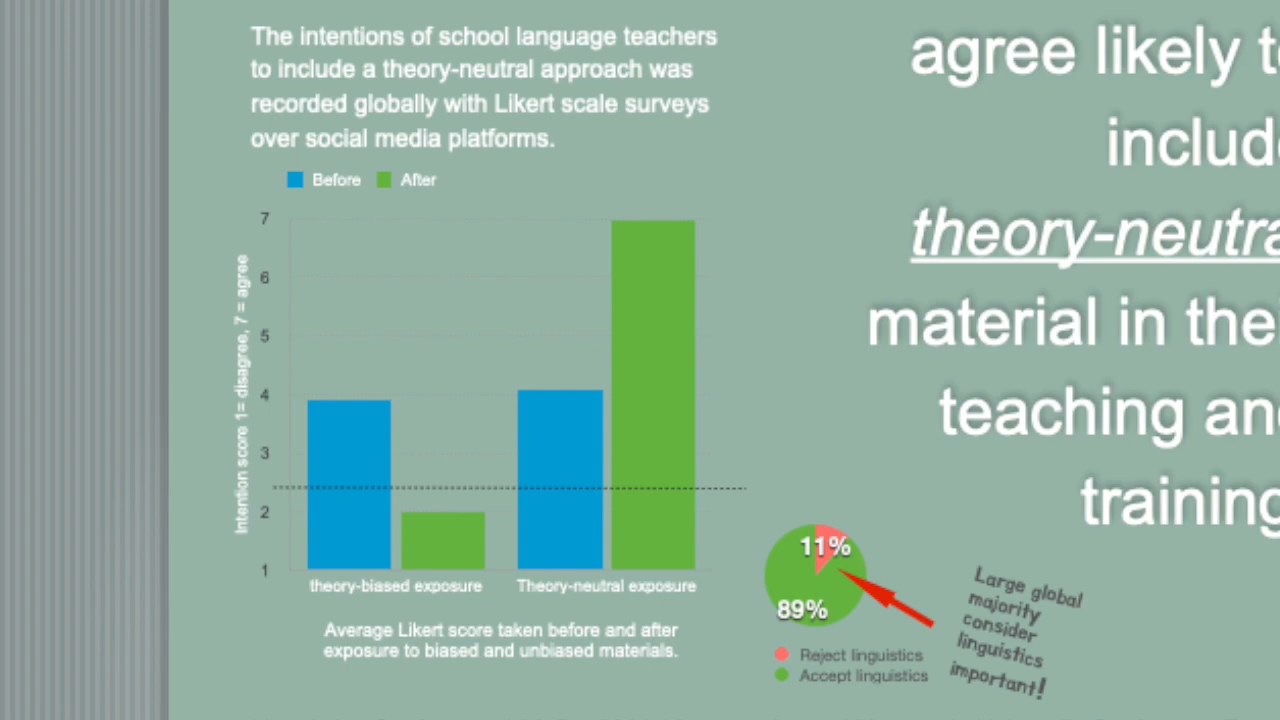 The intentions of school language teachers
to include a theory-neutral approach was
recorded globally with Likert scale surveys
over social media platforms.
Before After
7
6
5
4
3
2
1
Intention score 1= disagree, 7 = agree
theory-biased exposure Theory-neutral exposure
Average Likert score taken before and after
exposure to biased and unbiased materials.
agree likely
includ
theory-neutra
material in the
teaching an
training
11%
89%
Reject linguistics
Accept linguistics
Large global
majority
consider
linguistics
important!